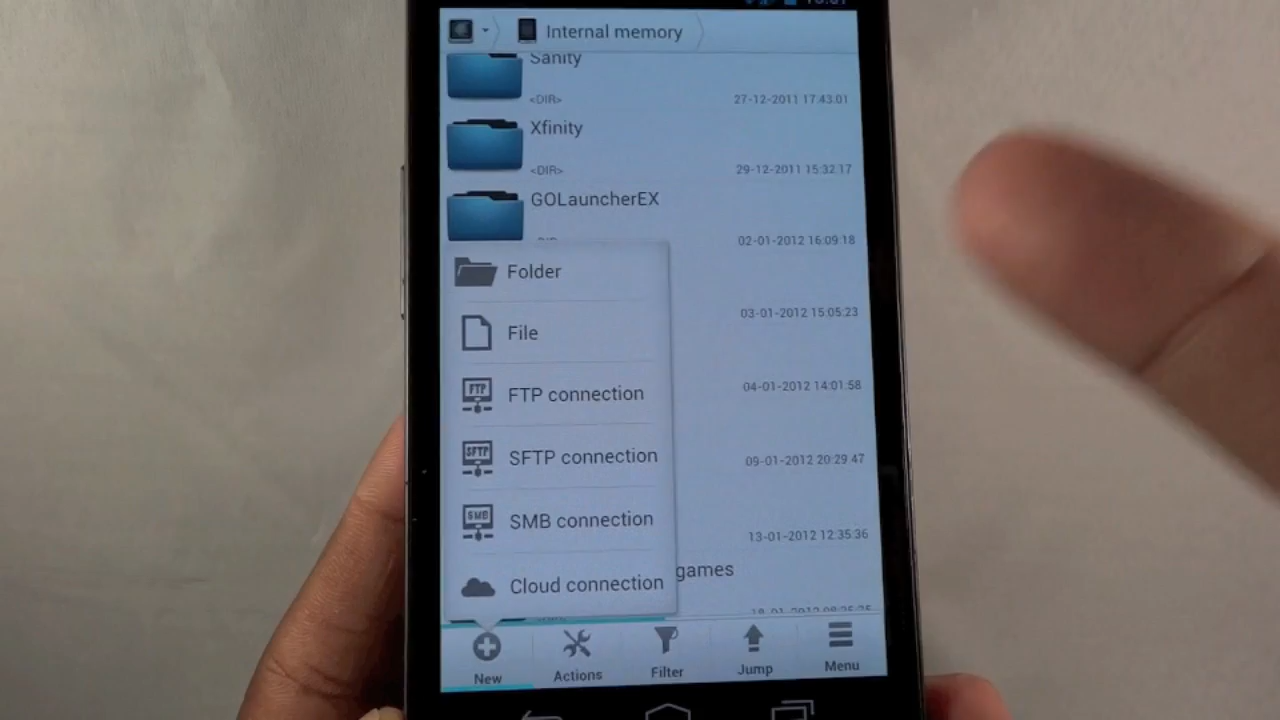 Internal memory
Sanity
<DIR> 27-12-2011 17:43:01
Xfinity
<DIR> 29-12-2011 15:32:17
GOLauncherEX
02-01-2012 16:09:18
Folder
03-01-2012 15:05:23
File
04-01-2012 14:01:58
FTP
FTP connection
09-01-2012 20:29:47
SFTP
SFTP connection
13-01-2012 12:35:36
SMB
SMB connection
games
Cloud connection
New
Actions
Filter
Jump
Menu